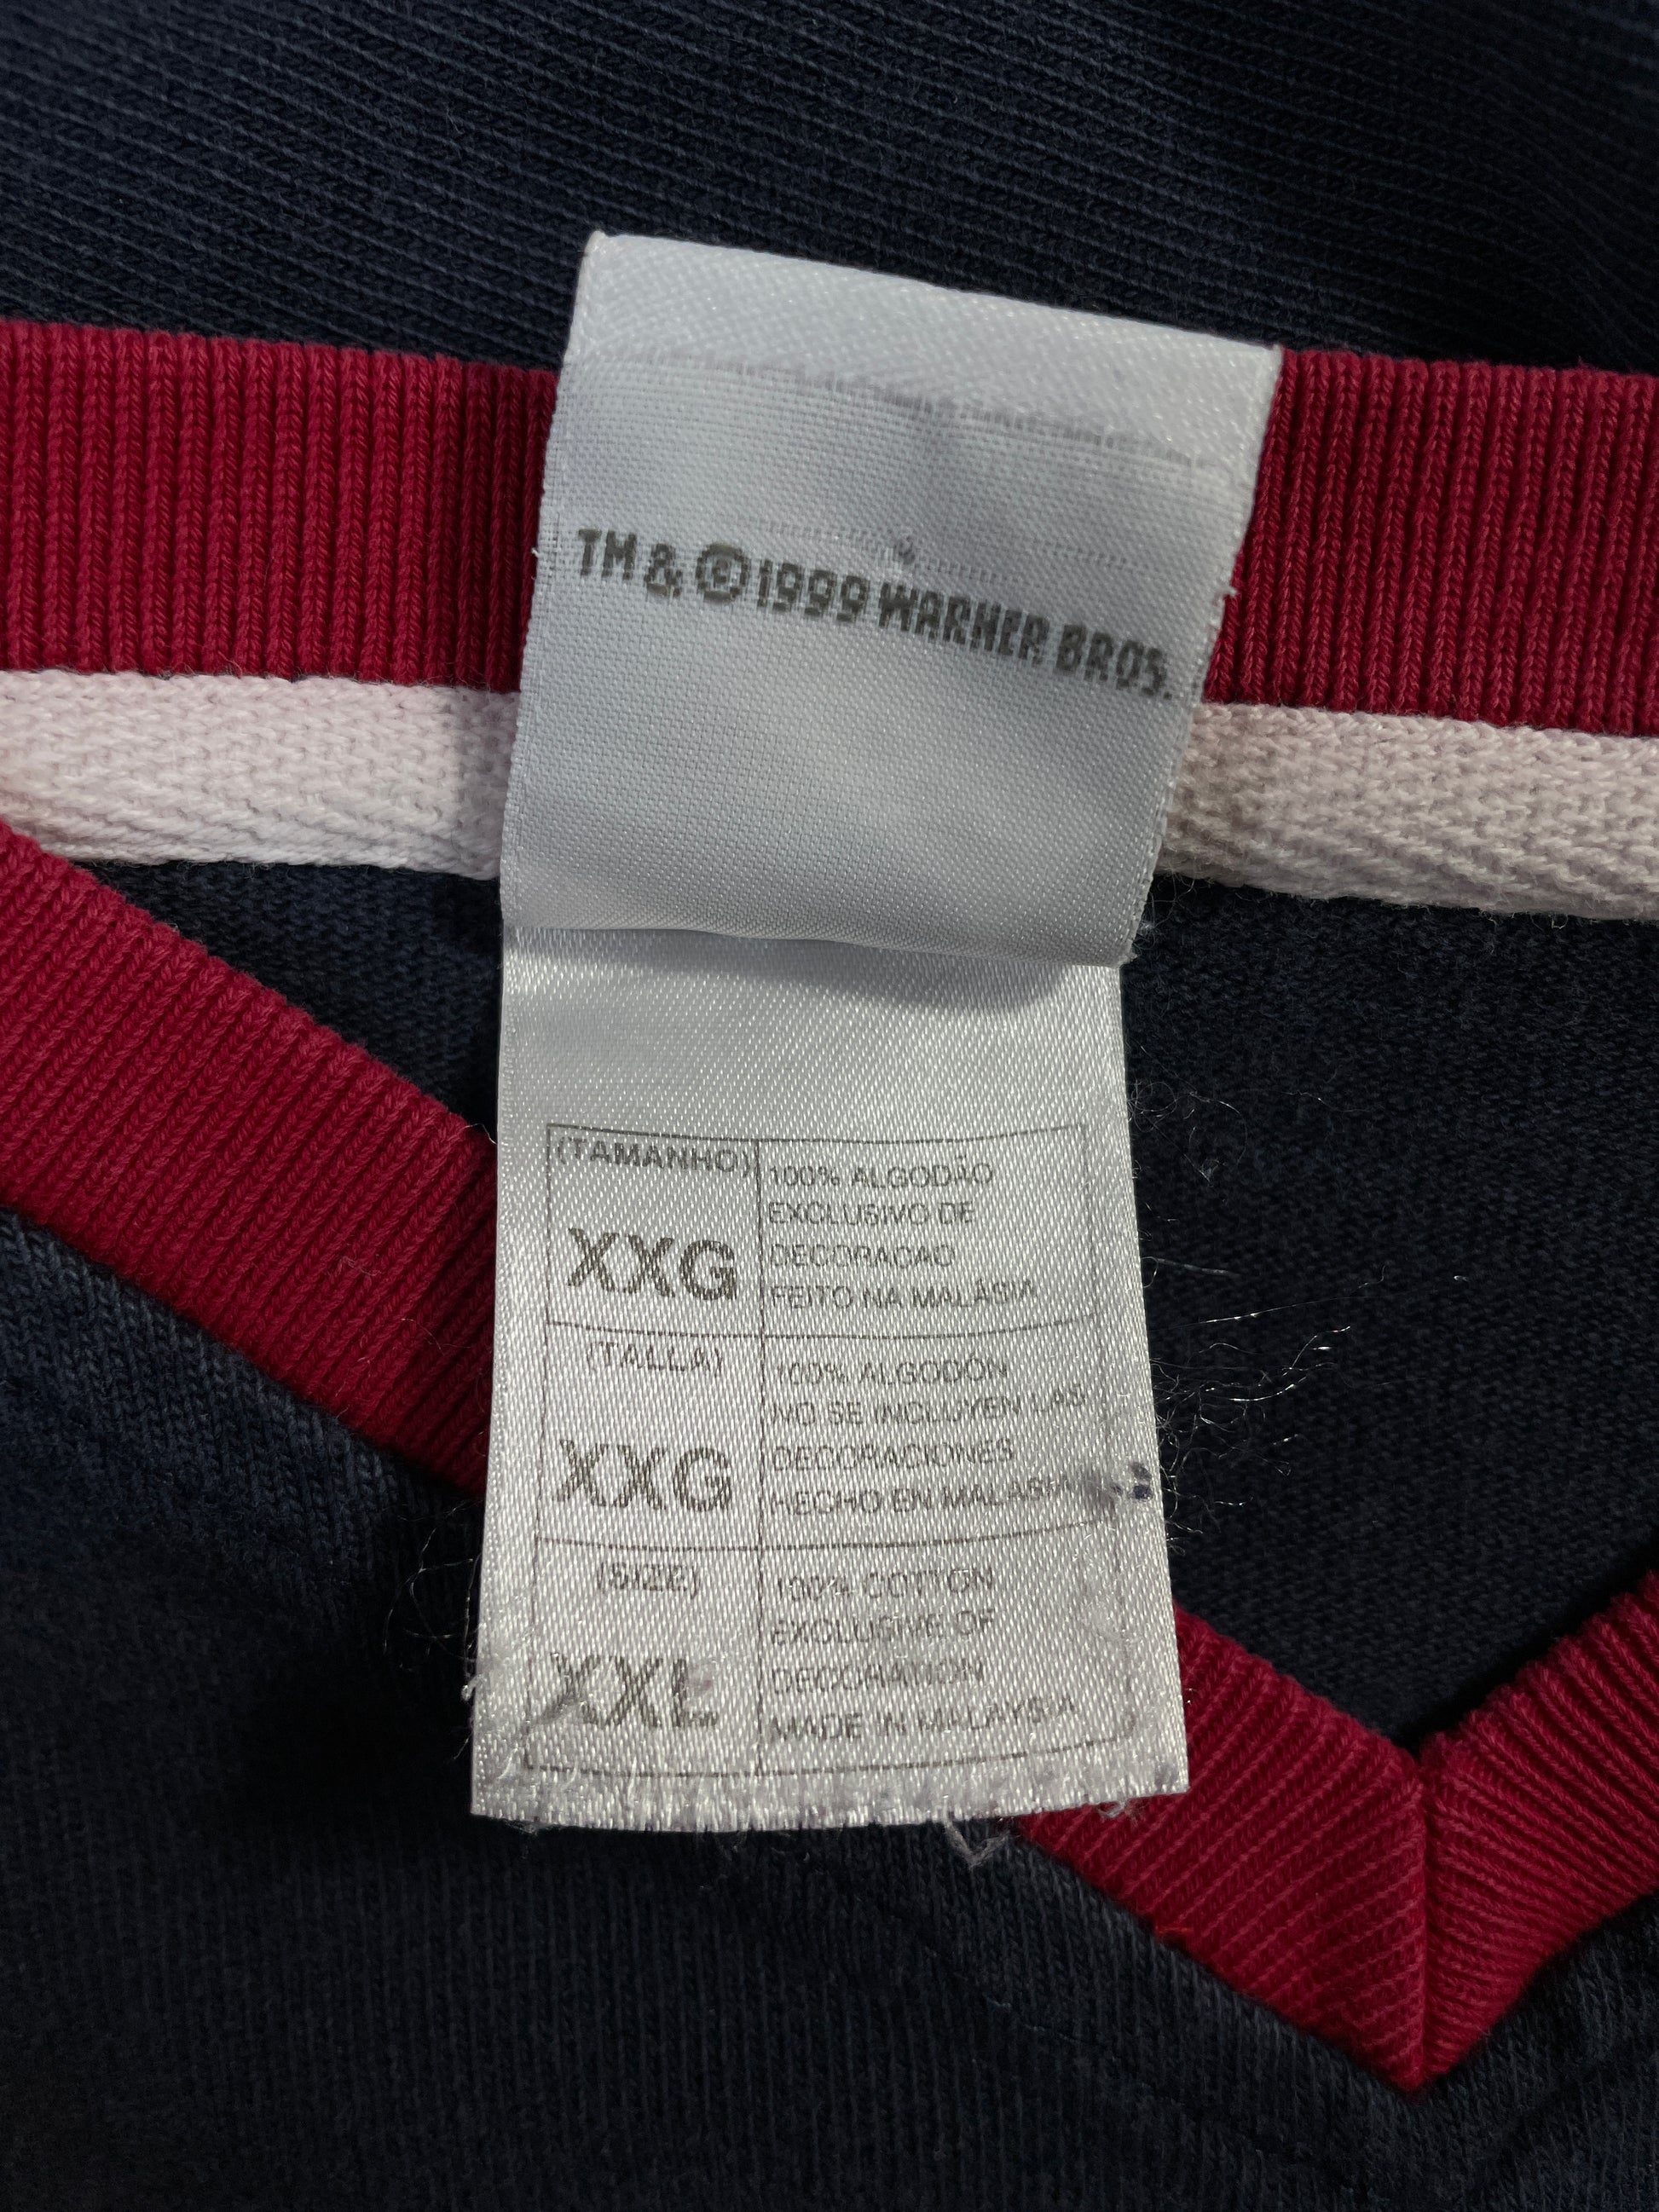 TM & © 1999 WARNER BROS.
(TAMANHO)
XXG
100% ALGODÃO
EXCLUSIVO DE
DECORACAO
FEITO NA MALÁSIA
(TALLA)
XXG
100% ALGODÓN
NO SE INCLUYEN LAS
DECORACIONES
HECHO EN MALASIA
(SIZE)
XXL
100% COTTON
EXCLUSIVE OF
DECORATION
MADE IN MALAYSIA